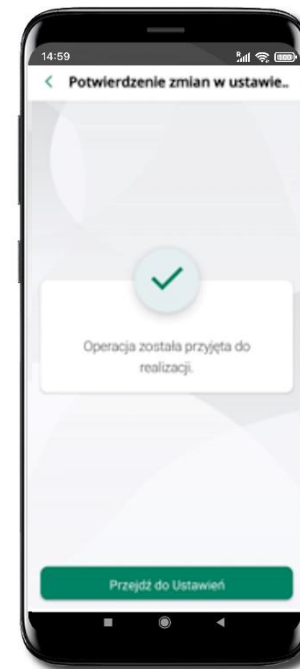 14:59
Potwierdzenie zmian w ustawie..
Operacja została przyjęta do
realizacji.
Przejdź do Ustawień